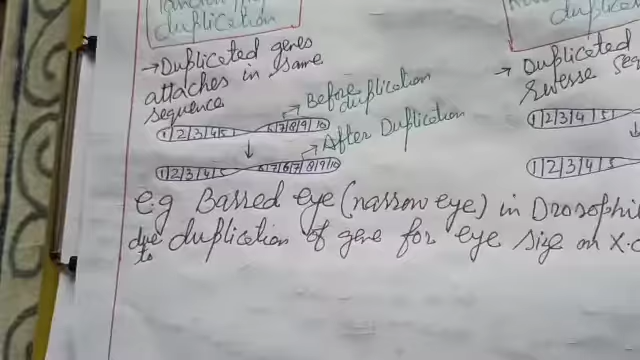 duplication
duplica
→Duplicated genes
attaches in same
sequence
→ Duplicated
reverse seq
→ Before duplication
1 2 3 4 5 6 7 8 9 10
1 2 3 4 5
→ After Duplication
1 2 3 4 5 6 7 6 7 8 9 10
1 2 3 4 5
e.g Barred eye (narrow eye) in Drosophil
due to duplication of gene for eye size on X.c